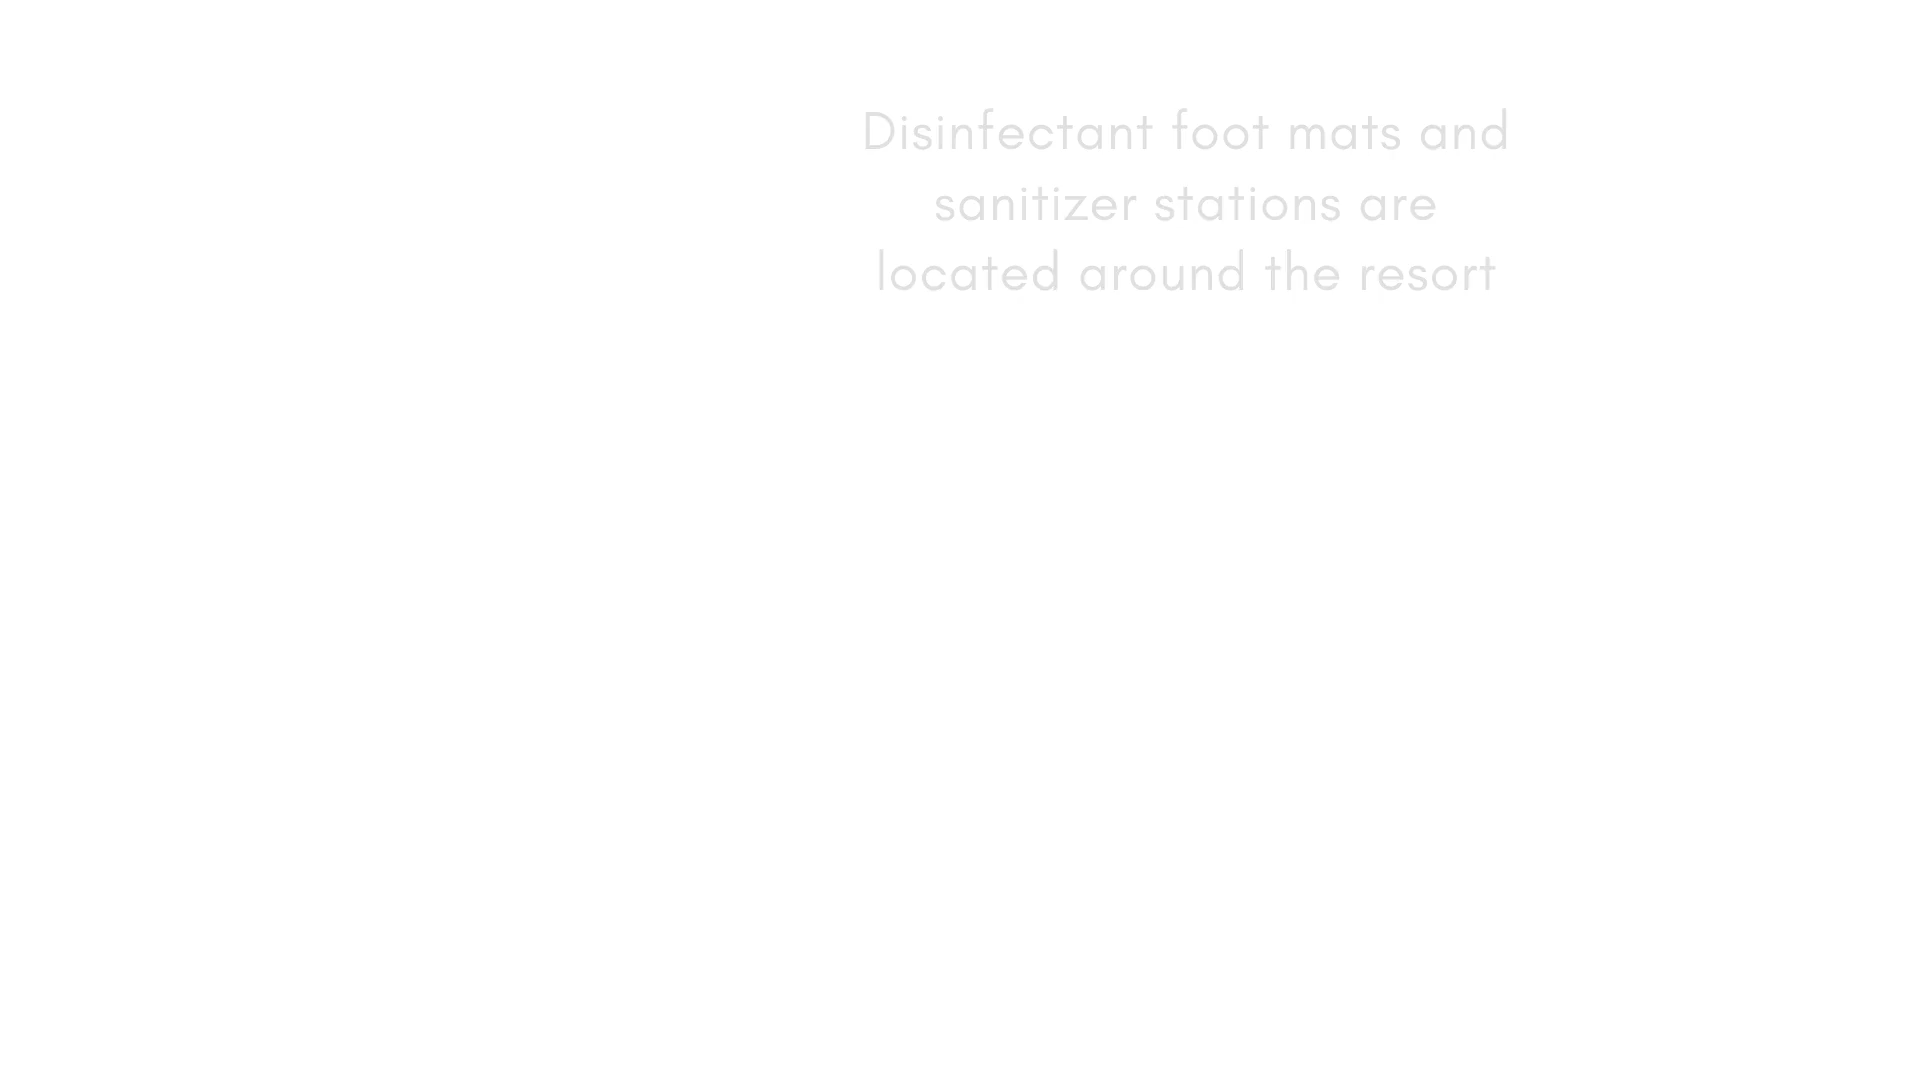 Disinfectant foot mats and
sanitizer stations are
located around the resort